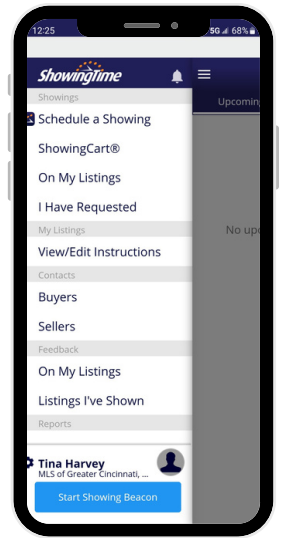 12:25
5G 68%
ShowingTime
Showings
Upcoming
Schedule a Showing
ShowingCart®
On My Listings
I Have Requested
No upc
My Listings
View/Edit Instructions
Contacts
Buyers
Sellers
Feedback
On My Listings
Listings I've Shown
Reports
Tina Harvey
MLS of Greater Cincinnati, ...
Start Showing Beacon